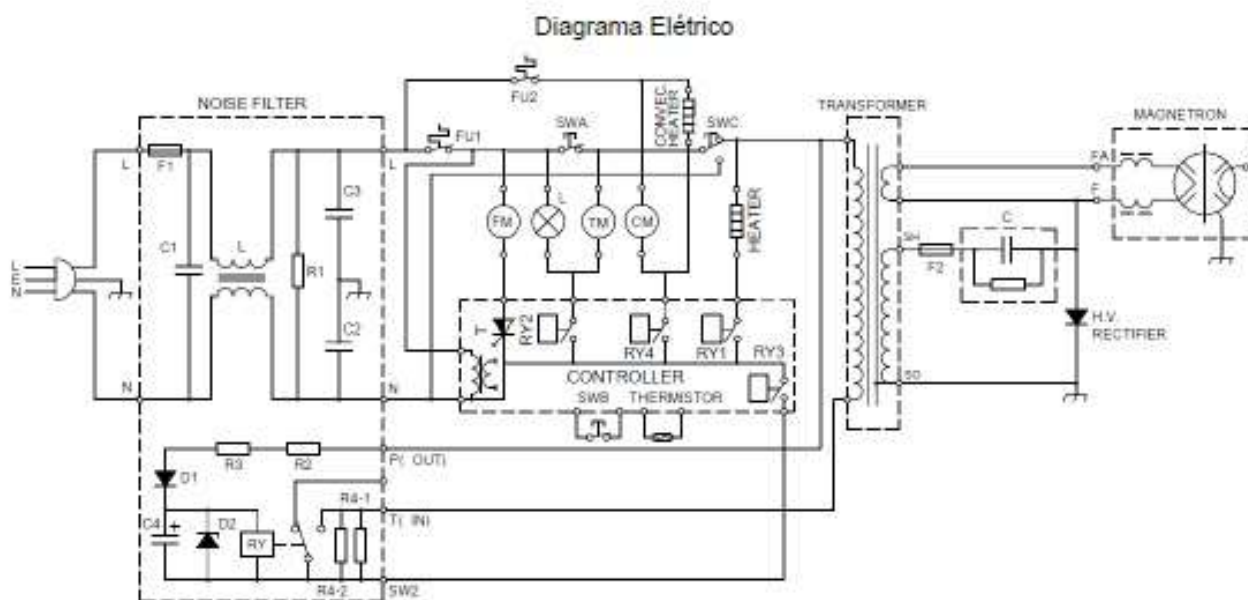 Diagrama Elétrico
NOISE FILTER
FU2
FU1
SWA
CONVEC.
HEATER
SWC
TRANSFORMER
MAGNETRON
L
F1
L
C3
C1
L
R1
C2
L
E
N
N
N
FM
L
TM
CM
HEATER
T
RY2
RY4
RY1
RY3
CONTROLLER
SWB
THERMISTOR
FA
F
SH
F2
C
H.V.
RECTIFIER
S0
R3
R2
P( OUT)
D1
R4-1
T( IN)
C4
+
D2
RY
R4-2
SW2